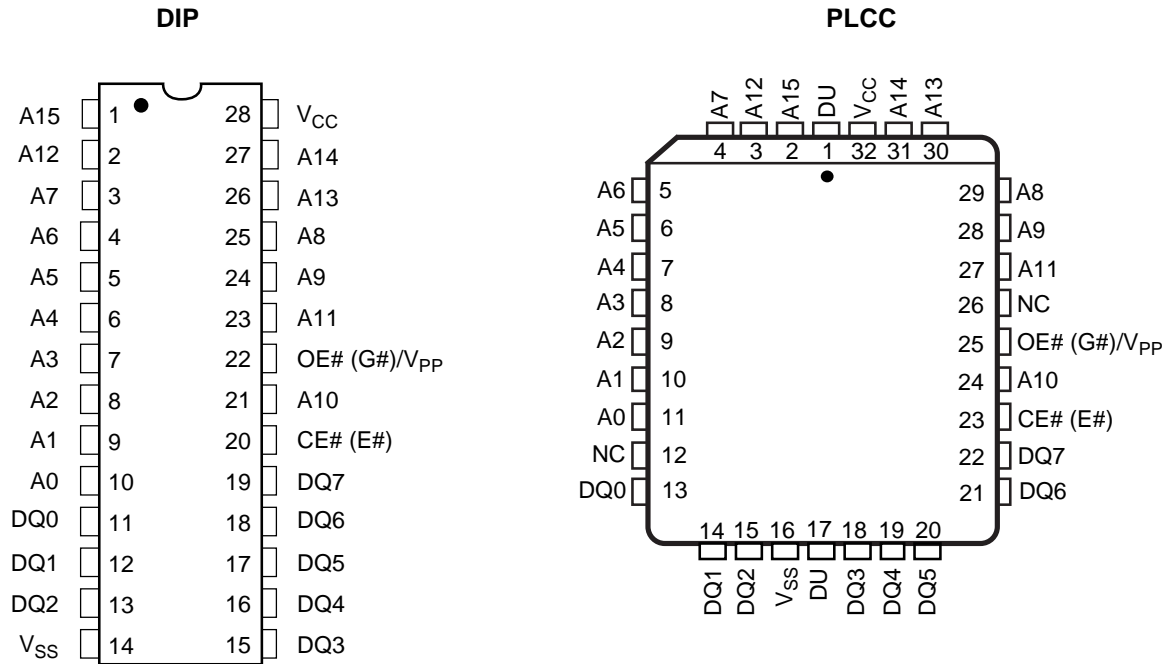 DIP
A15 1 28 VCC
A12 2 27 A14
A7 3 26 A13
A6 4 25 A8
A5 5 24 A9
A4 6 23 A11
A3 7 22 OE# (G#)/VPP
A2 8 21 A10
A1 9 20 CE# (E#)
A0 10 19 DQ7
DQ0 11 18 DQ6
DQ1 12 17 DQ5
DQ2 13 16 DQ4
VSS 14 15 DQ3
PLCC
A7 A12 A15 DU VCC A14 A13
4 3 2 1 32 31 30
A6 5 29 A8
A5 6 28 A9
A4 7 27 A11
A3 8 26 NC
A2 9 25 OE# (G#)/VPP
A1 10 24 A10
A0 11 23 CE# (E#)
NC 12 22 DQ7
DQ0 13 21 DQ6
14 15 16 17 18 19 20
DQ1 DQ2 VSS DU DQ3 DQ4 DQ5